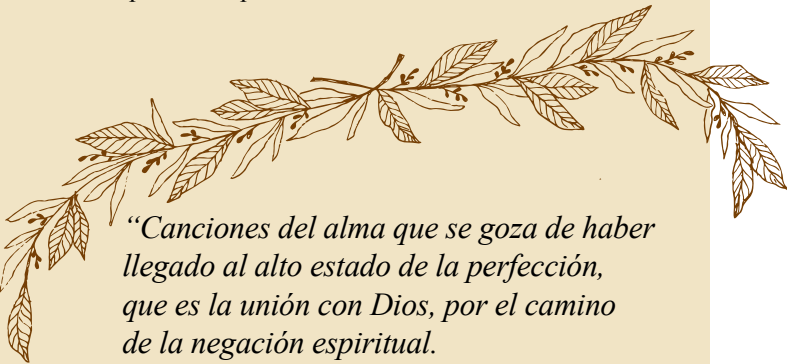 “Canciones del alma que se goza de haber
llegado al alto estado de la perfección,
que es la unión con Dios, por el camino
de la negación espiritual.